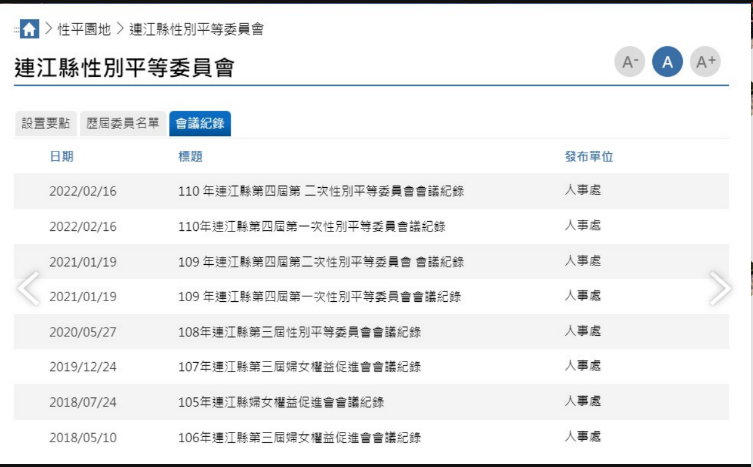 > 性平園地 > 連江縣性別平等委員會
連江縣性別平等委員會
A- A A+
設置要點 歷屆委員名單 會議紀錄
日期 標題 發布單位
2022/02/16 110 年連江縣第四屆第 二次性別平等委員會會議紀錄 人事處
2022/02/16 110年連江縣第四屆第一次性別平等委員會議紀錄 人事處
2021/01/19 109 年連江縣第四屆第二次性別平等委員會 會議紀錄 人事處
2021/01/19 109 年連江縣第四屆第一次性別平等委員會會議紀錄 人事處
2020/05/27 108年連江縣第三屆性別平等委員會會議紀錄 人事處
2019/12/24 107年連江縣第三屆婦女權益促進會會議紀錄 人事處
2018/07/24 105年連江縣婦女權益促進會會議紀錄 人事處
2018/05/10 106年連江縣第三屆婦女權益促進會會議紀錄 人事處